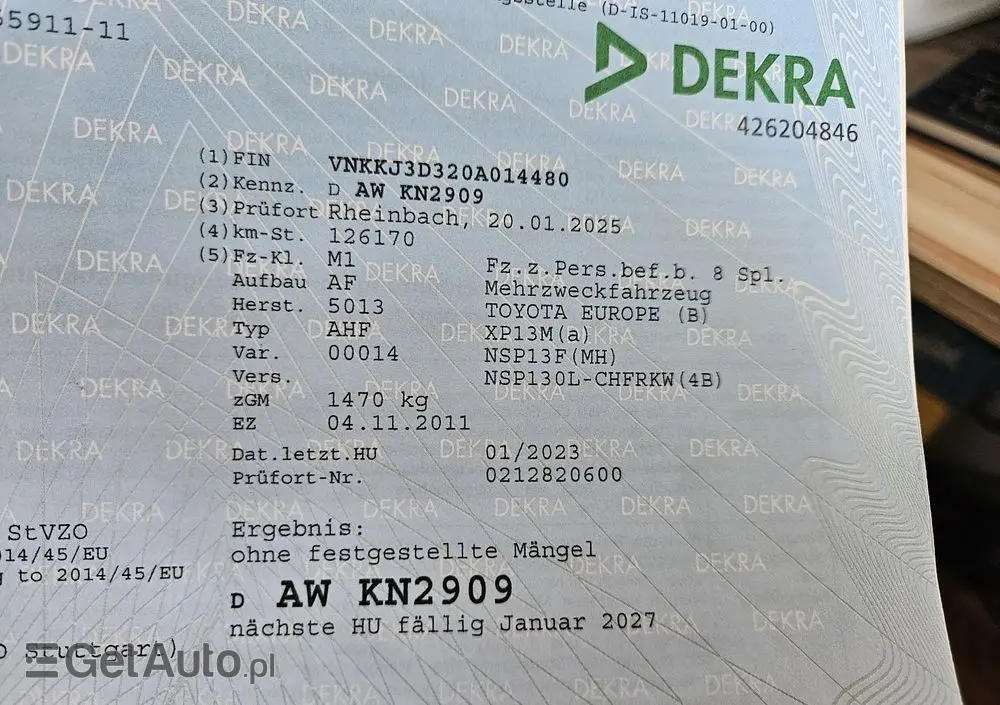 55911-11
(D-IS-11019-01-00)
DEKRA
426204846
(1) FIN VNKKJ3D320A014480
(2) Kennz. D AW KN2909
(3) Prüfort Rheinbach, 20.01.2025
(4) km-St. 126170
(5) Fz-Kl. M1 Fz.z.Pers.bef.b. 8 Spl.
Aufbau AF Mehrzweckfahrzeug
Herst. 5013 TOYOTA EUROPE (B)
Typ AHF XP13M(a)
Var. 00014 NSP13F(MH)
Vers. NSP130L-CHFRKW(4B)
zGM 1470 kg
EZ 04.11.2011
Dat.letzt.HU 01/2023
Prüfort-Nr. 0212820600
StVZO
014/45/EU
to 2014/45/EU
Ergebnis:
ohne festgestellte Mängel
D AW KN2909
nächste HU fällig Januar 2027
stuttgart)
GetAuto.pl